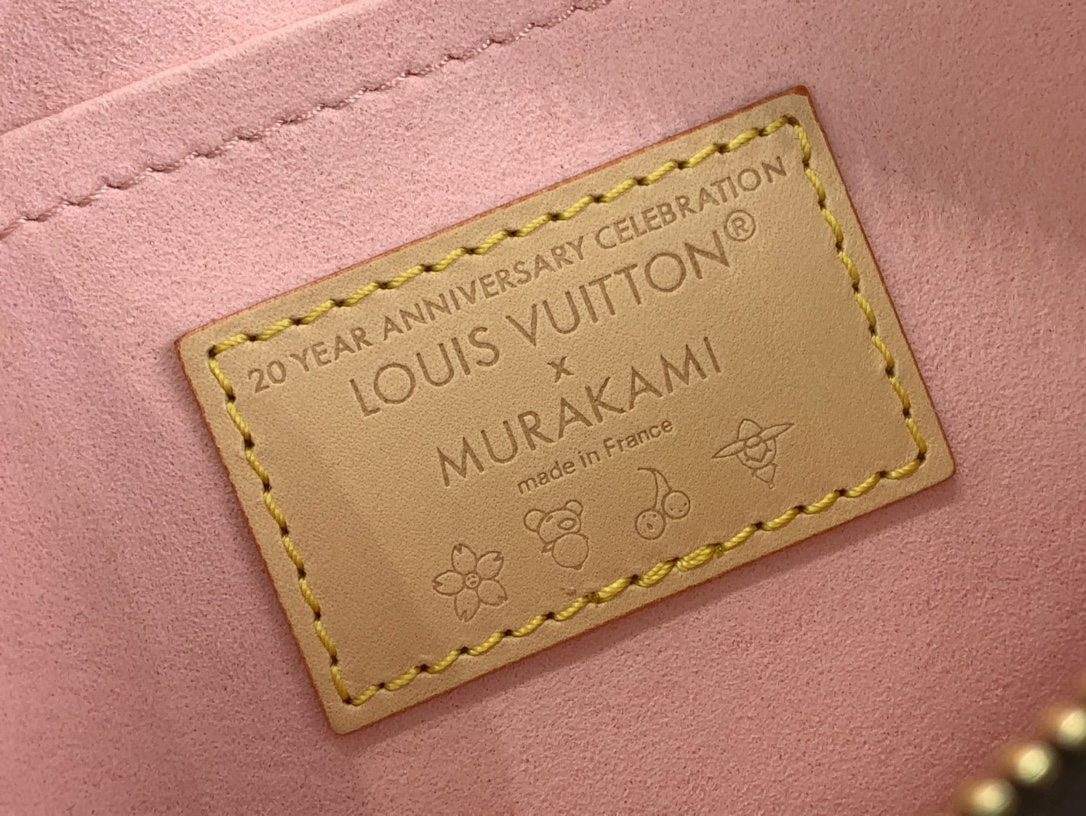 20 YEAR ANNIVERSARY CELEBRATION
LOUIS VUITTON®
x
MURAKAMI
made in France